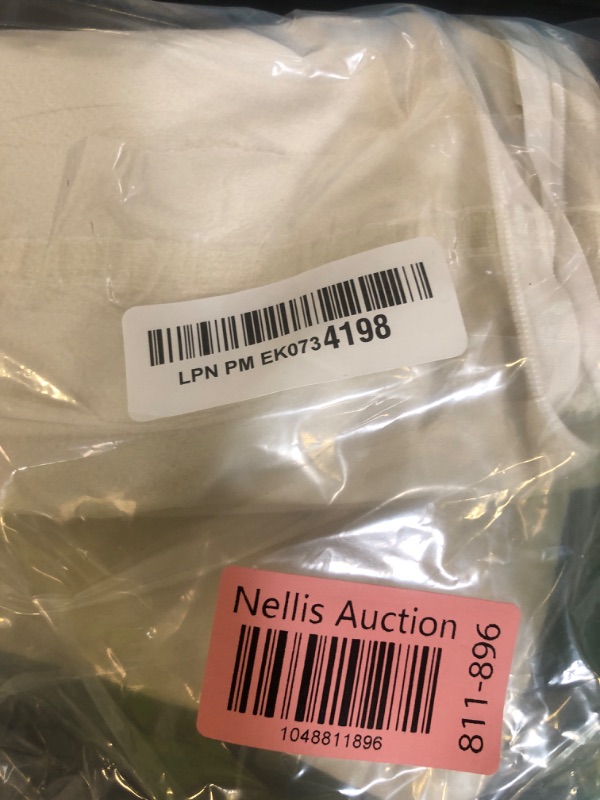 LPN PM EK0734198
Nellis Auction
1048811896
811-896